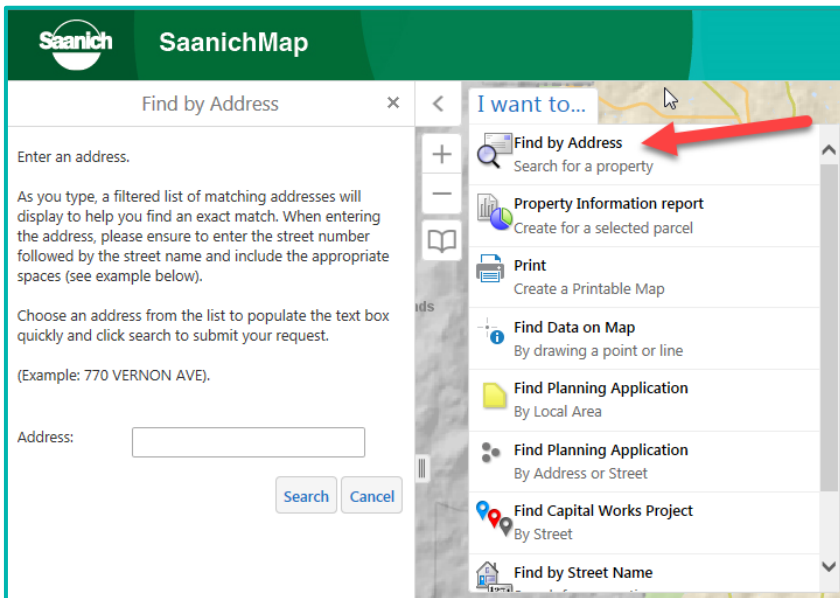 Saanich
SaanichMap
Find by Address
Enter an address.
As you type, a filtered list of matching addresses will
display to help you find an exact match. When entering
the address, please ensure to enter the street number
followed by the street name and include the appropriate
spaces (see example below).
Choose an address from the list to populate the text box
quickly and click search to submit your request.
(Example: 770 VERNON AVE).
Address:
Search Cancel
I want to...
Find by Address
Search for a property
Property Information report
Create for a selected parcel
Print
Create a Printable Map
Find Data on Map
By drawing a point or line
Find Planning Application
By Local Area
Find Planning Application
By Address or Street
Find Capital Works Project
By Street
Find by Street Name